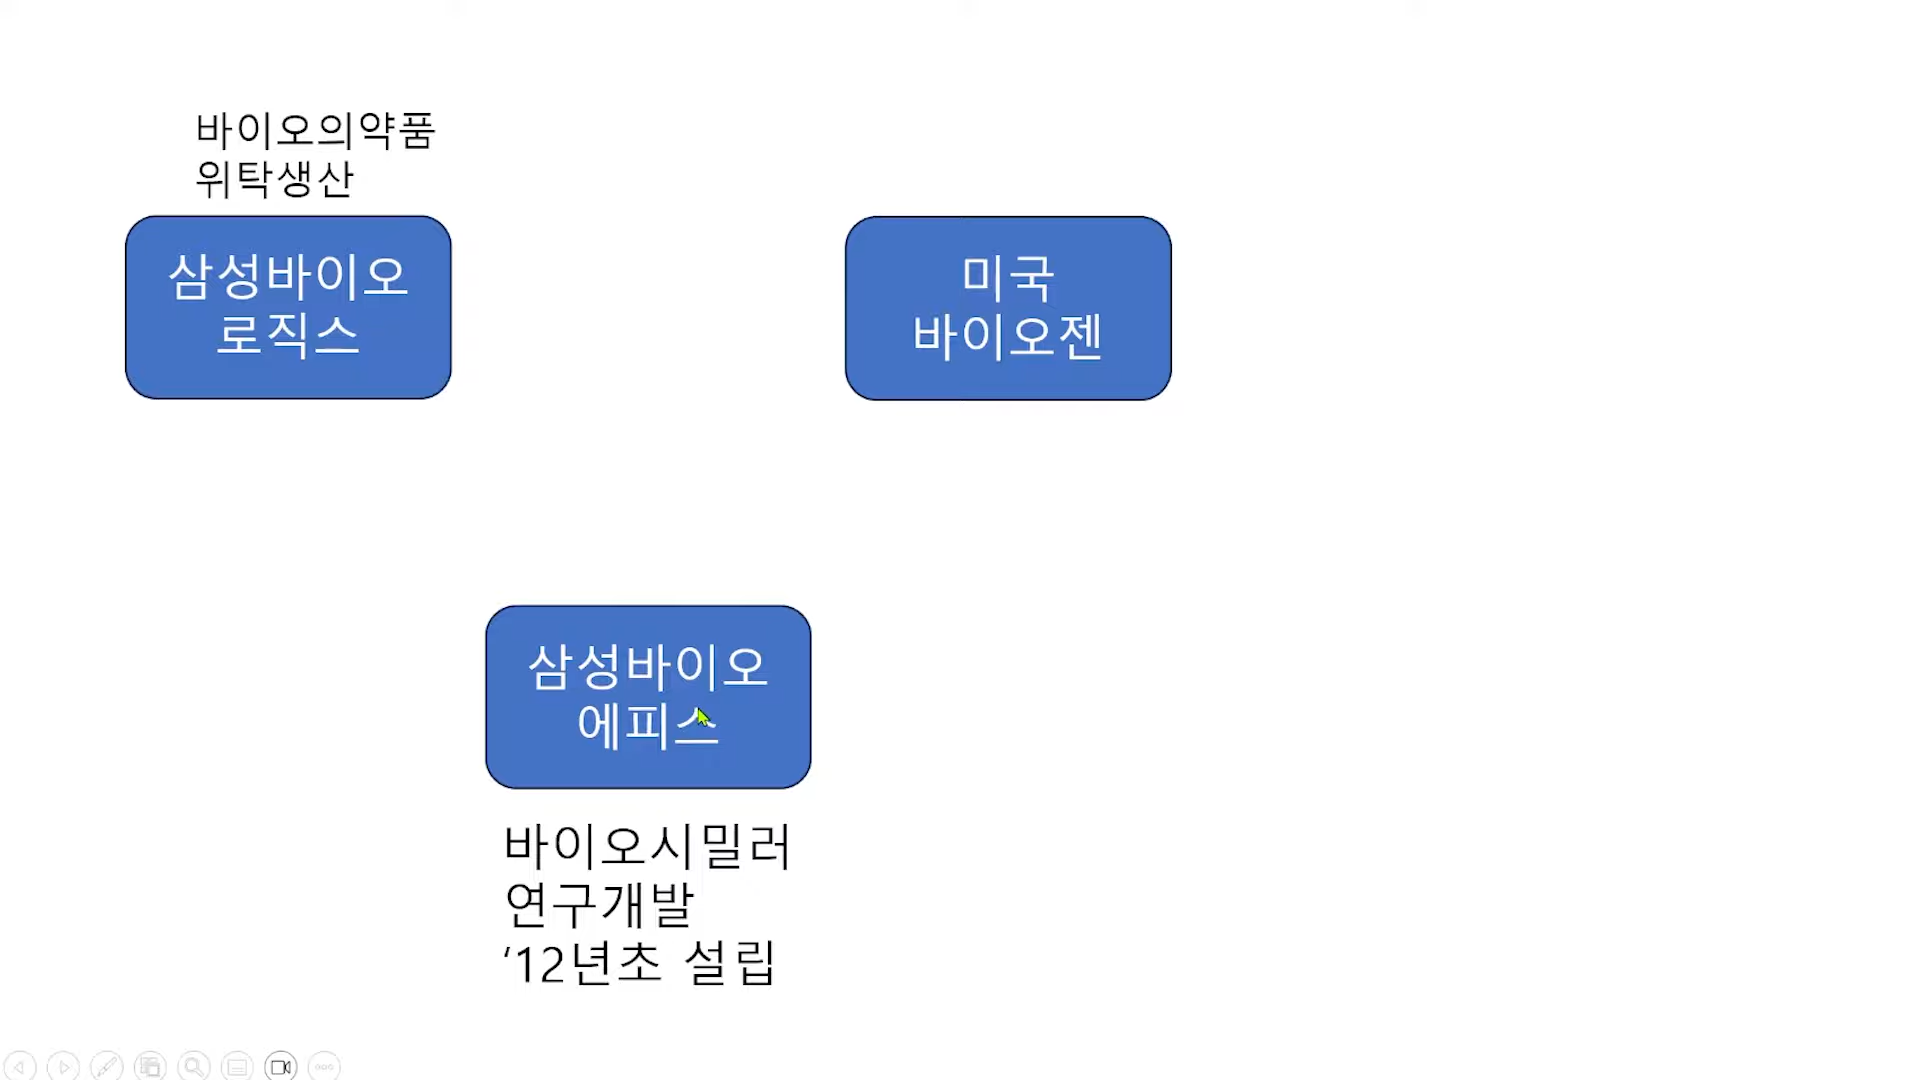 바이오의약품
위탁생산
삼성바이오
로직스
미국
바이오젠
삼성바이오
에피스
바이오시밀러
연구개발
‘12년초 설립